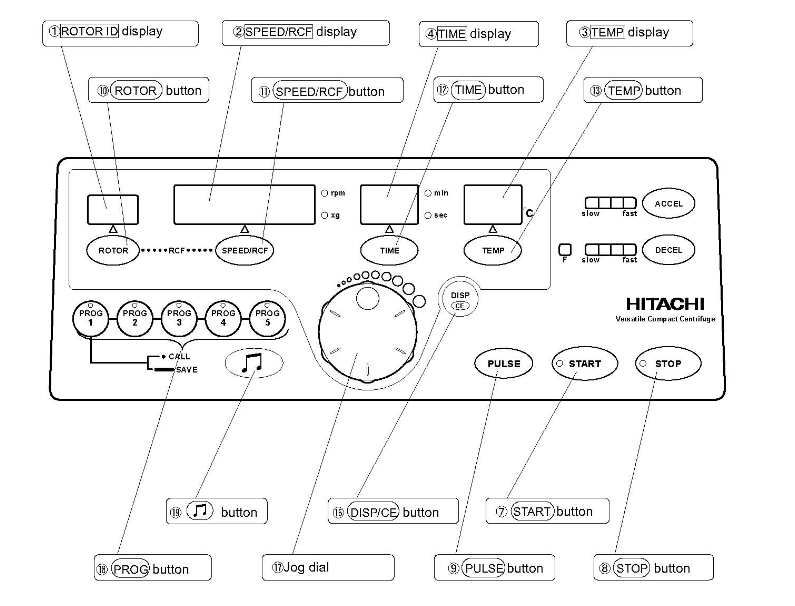 ①ROTOR ID display
②SPEED/RCF display
④TIME display
③TEMP display
⑩ROTOR button
⑪SPEED/RCF button
⑫TIME button
⑬TEMP button
rpm
xg
min
sec
C
slow fast
ACCEL
ROTOR
RCF
SPEED/RCF
TIME
TEMP
F
slow fast
DECEL
PROG 1
PROG 2
PROG 3
PROG 4
PROG 5
DISP
CE
HITACHI
Versatile Compact Centrifuge
CALL
SAVE
PULSE
START
STOP
♫ button
DISP/CE button
⑦START button
PROG button
⑰Jog dial
⑨PULSE button
⑧STOP button